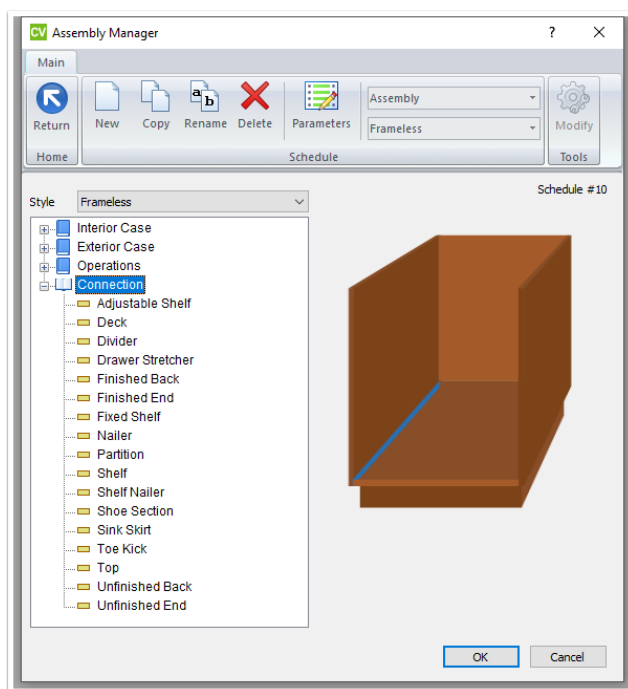 CV Assembly Manager
? X
Main
Return
New
Copy
a b
Rename
Delete
Parameters
Assembly
Frameless
Modify
Home
Schedule
Tools
Schedule #10
Style Frameless
Interior Case
Exterior Case
Operations
Connection
Adjustable Shelf
Deck
Divider
Drawer Stretcher
Finished Back
Finished End
Fixed Shelf
Nailer
Partition
Shelf
Shelf Nailer
Shoe Section
Sink Skirt
Toe Kick
Top
Unfinished Back
Unfinished End
OK
Cancel